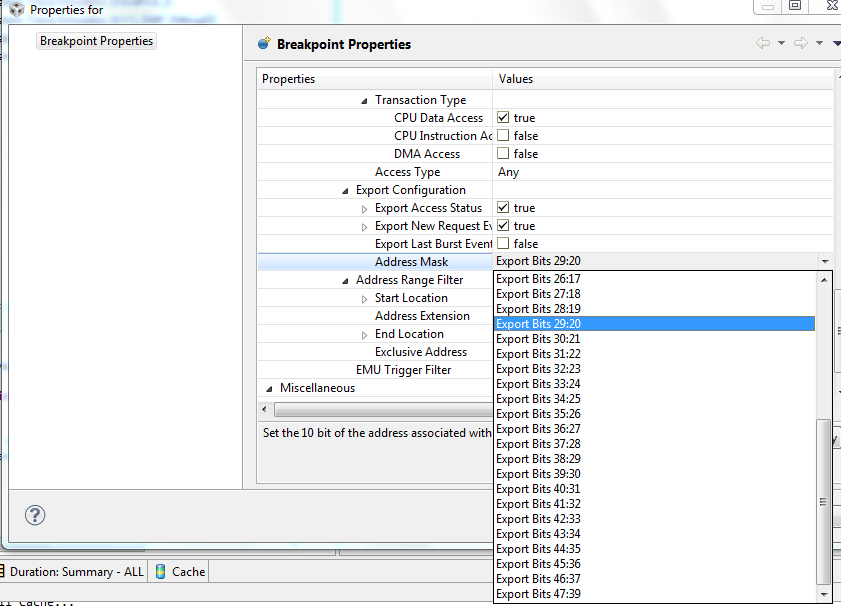 Properties for
Breakpoint Properties
Breakpoint Properties
Properties Values
Transaction Type
CPU Data Access true
CPU Instruction Ac false
DMA Access false
Access Type Any
Export Configuration
Export Access Status true
Export New Request Ev true
Export Last Burst Event false
Address Mask Export Bits 29:20
Address Range Filter
Start Location
Address Extension
End Location
Exclusive Address
EMU Trigger Filter
Miscellaneous
Set the 10 bit of the address associated with
Export Bits 26:17
Export Bits 27:18
Export Bits 28:19
Export Bits 29:20
Export Bits 30:21
Export Bits 31:22
Export Bits 32:23
Export Bits 33:24
Export Bits 34:25
Export Bits 35:26
Export Bits 36:27
Export Bits 37:28
Export Bits 38:29
Export Bits 39:30
Export Bits 40:31
Export Bits 41:32
Export Bits 42:33
Export Bits 43:34
Export Bits 44:35
Export Bits 45:36
Export Bits 46:37
Export Bits 47:39
Duration: Summary - ALL Cache